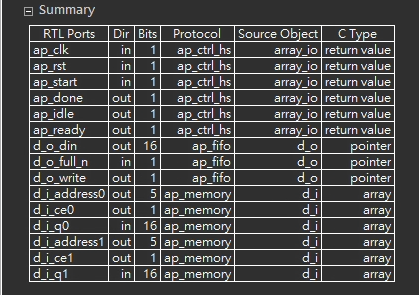 Summary
RTL Ports Dir Bits Protocol Source Object C Type
ap_clk in 1 ap_ctrl_hs array_io return value
ap_rst in 1 ap_ctrl_hs array_io return value
ap_start in 1 ap_ctrl_hs array_io return value
ap_done out 1 ap_ctrl_hs array_io return value
ap_idle out 1 ap_ctrl_hs array_io return value
ap_ready out 1 ap_ctrl_hs array_io return value
d_o_din out 16 ap_fifo d_o pointer
d_o_full_n in 1 ap_fifo d_o pointer
d_o_write out 1 ap_fifo d_o pointer
d_i_address0 out 5 ap_memory d_i array
d_i_ce0 out 1 ap_memory d_i array
d_i_q0 in 16 ap_memory d_i array
d_i_address1 out 5 ap_memory d_i array
d_i_ce1 out 1 ap_memory d_i array
d_i_q1 in 16 ap_memory d_i array